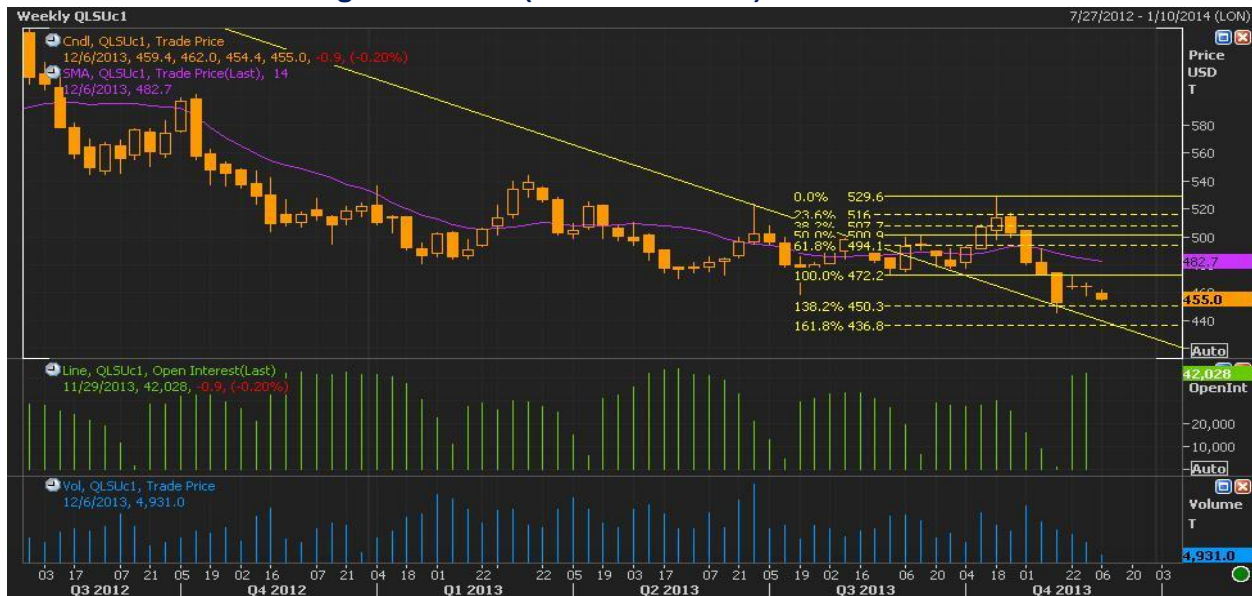 Weekly QLSUc1
7/27/2012 - 1/10/2014 (LON)
Cndl, QLSUc1, Trade Price
12/6/2013, 459.4, 462.0, 454.4, 455.0, -0.9, (-0.20%)
SMA, QLSUc1, Trade Price(Last), 14
12/6/2013, 482.7
Price
USD
T
580
560
540
520
500
482.7
455.0
440
Auto
0.0% 529.6
23.6% 516
38.2% 507.7
50.0% 500.9
61.8% 494.1
100.0% 472.2
138.2% 450.3
161.8% 436.8
Line, QLSUc1, Open Interest(Last)
11/29/2013, 42,028, -0.9, (-0.20%)
42,028
OpenInt
20,000
10,000
Auto
Vol, QLSUc1, Trade Price
12/6/2013, 4,931.0
Volume
T
4,931.0
03 17 07 21 05 19 02 16 07 21 04 18 01 22 22 05 19 03 17 07 21 05 19 02 16 06 20 04 18 01 22 06 20 03
Q3 2012 Q4 2012 Q1 2013 Q2 2013 Q3 2013 Q4 2013